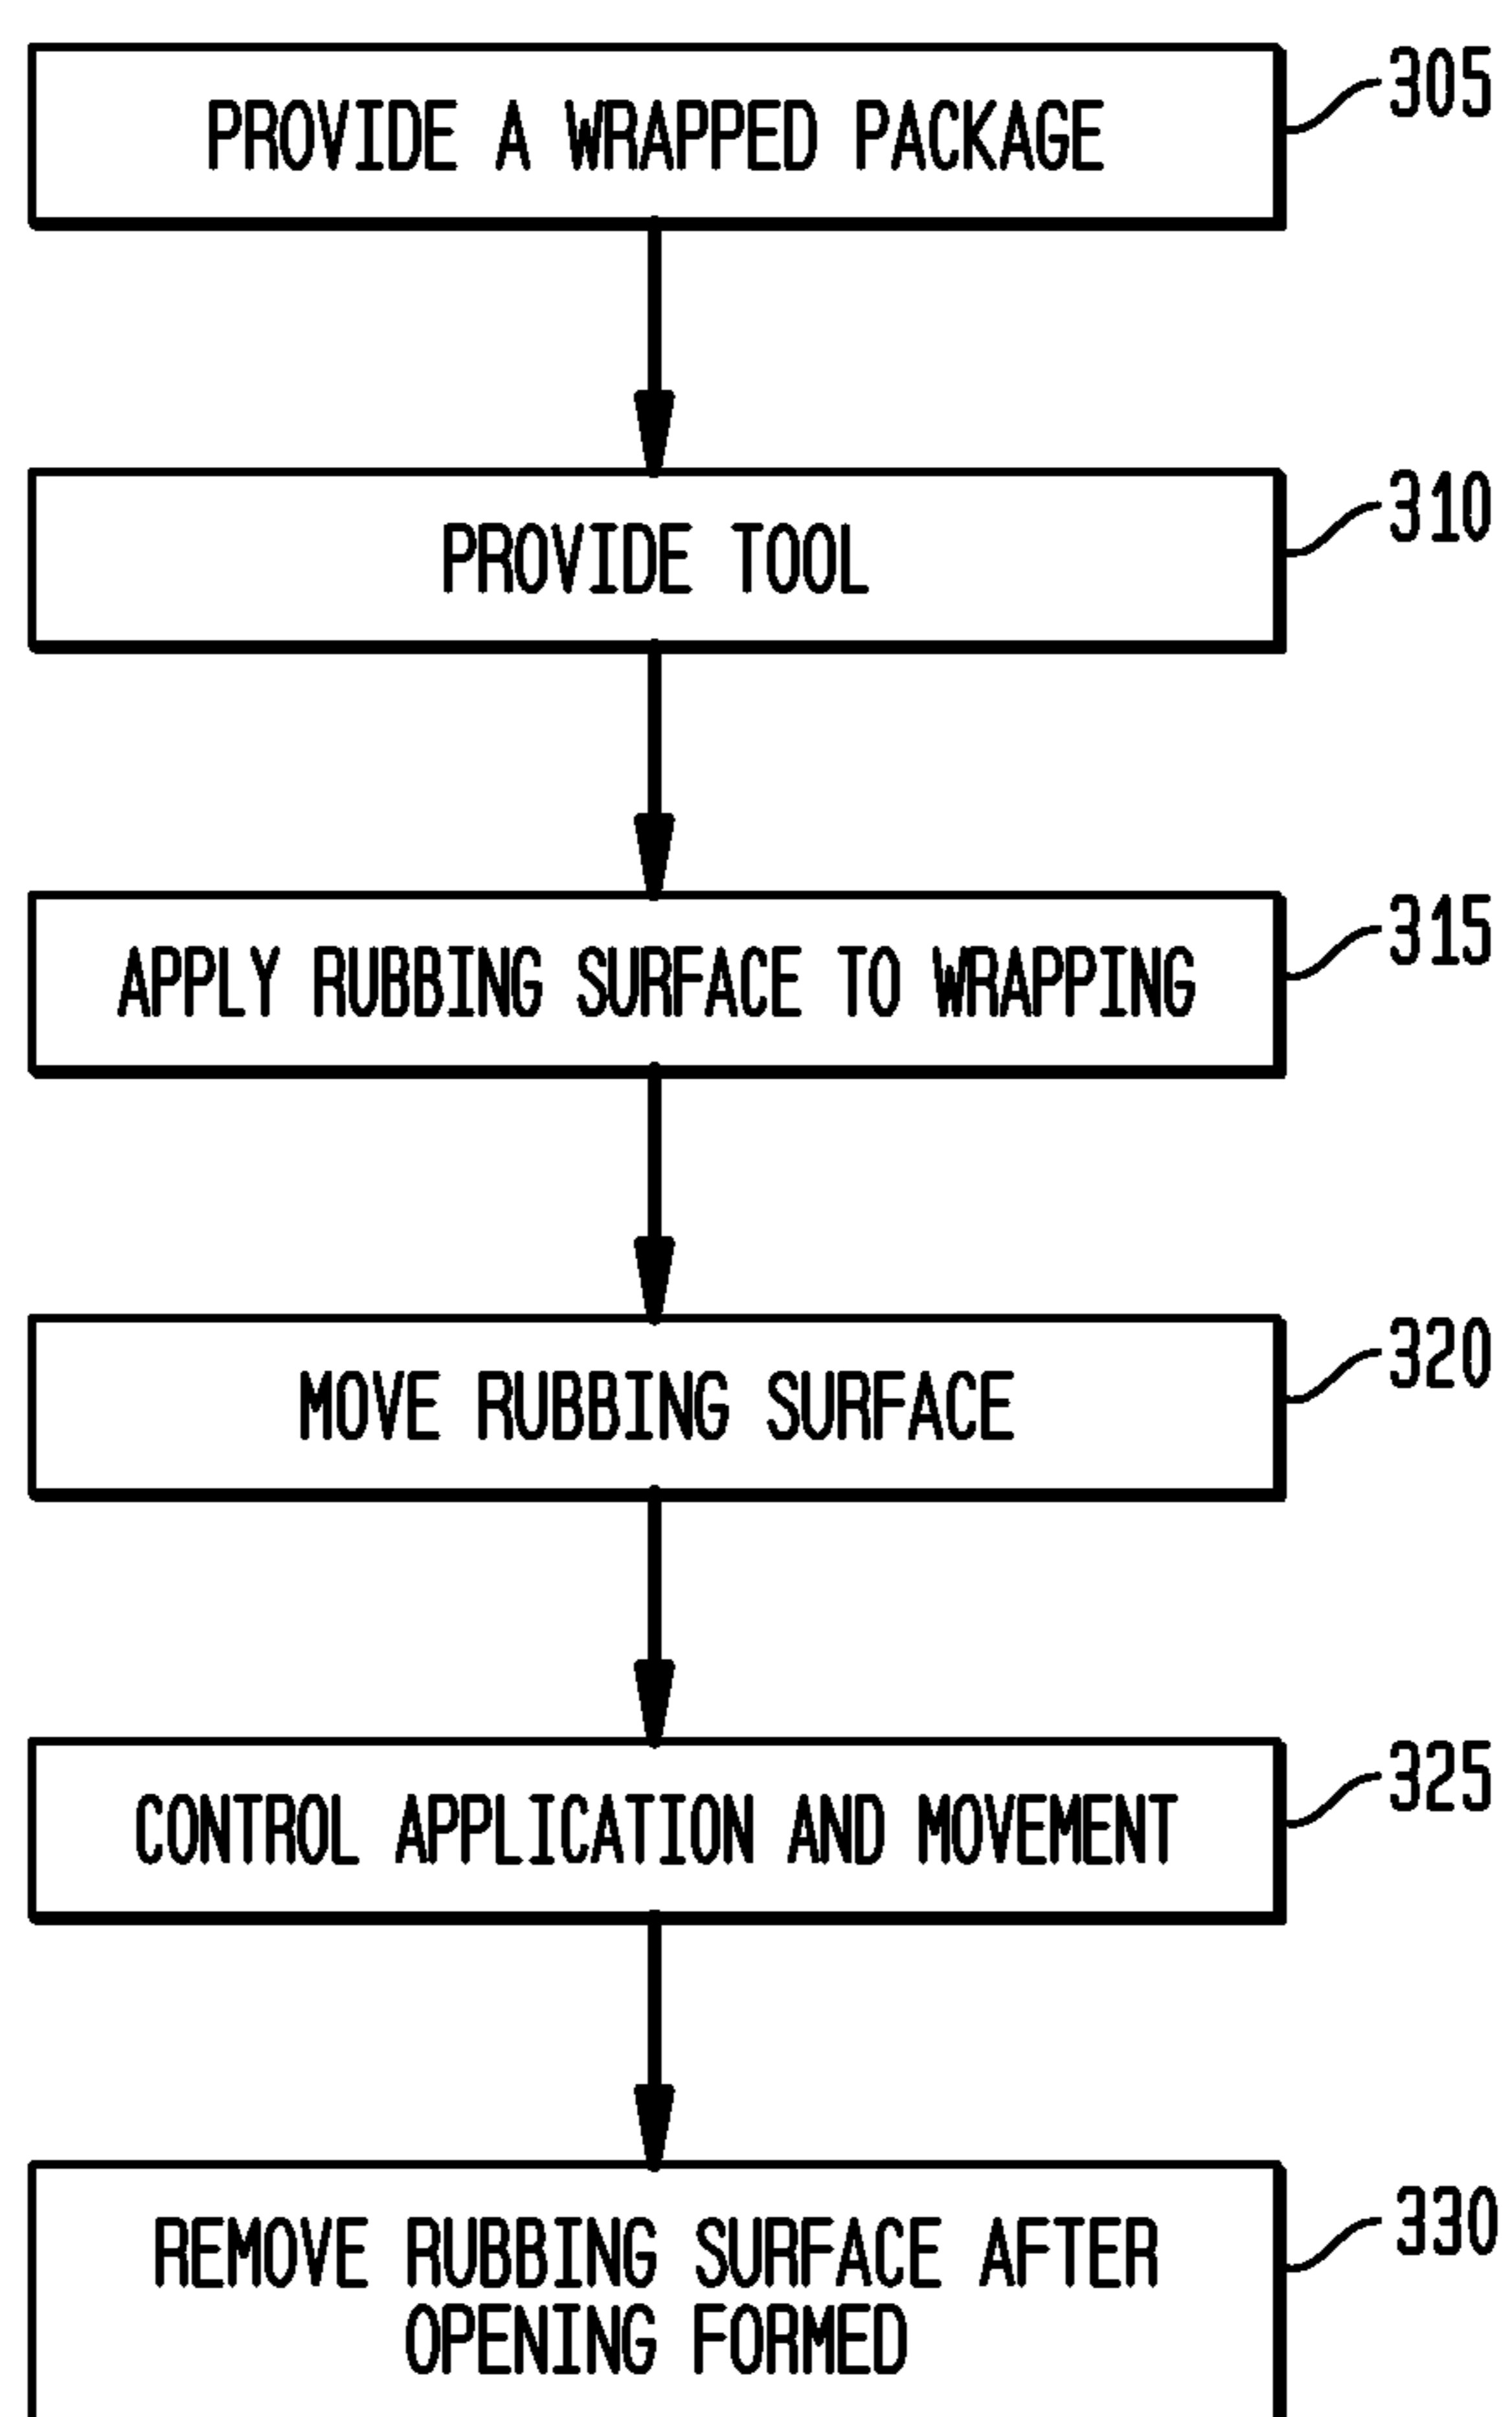 PROVIDE A WRAPPED PACKAGE
305
PROVIDE TOOL
310
APPLY RUBBING SURFACE TO WRAPPING
315
MOVE RUBBING SURFACE
320
CONTROL APPLICATION AND MOVEMENT
325
REMOVE RUBBING SURFACE AFTER
OPENING FORMED
330